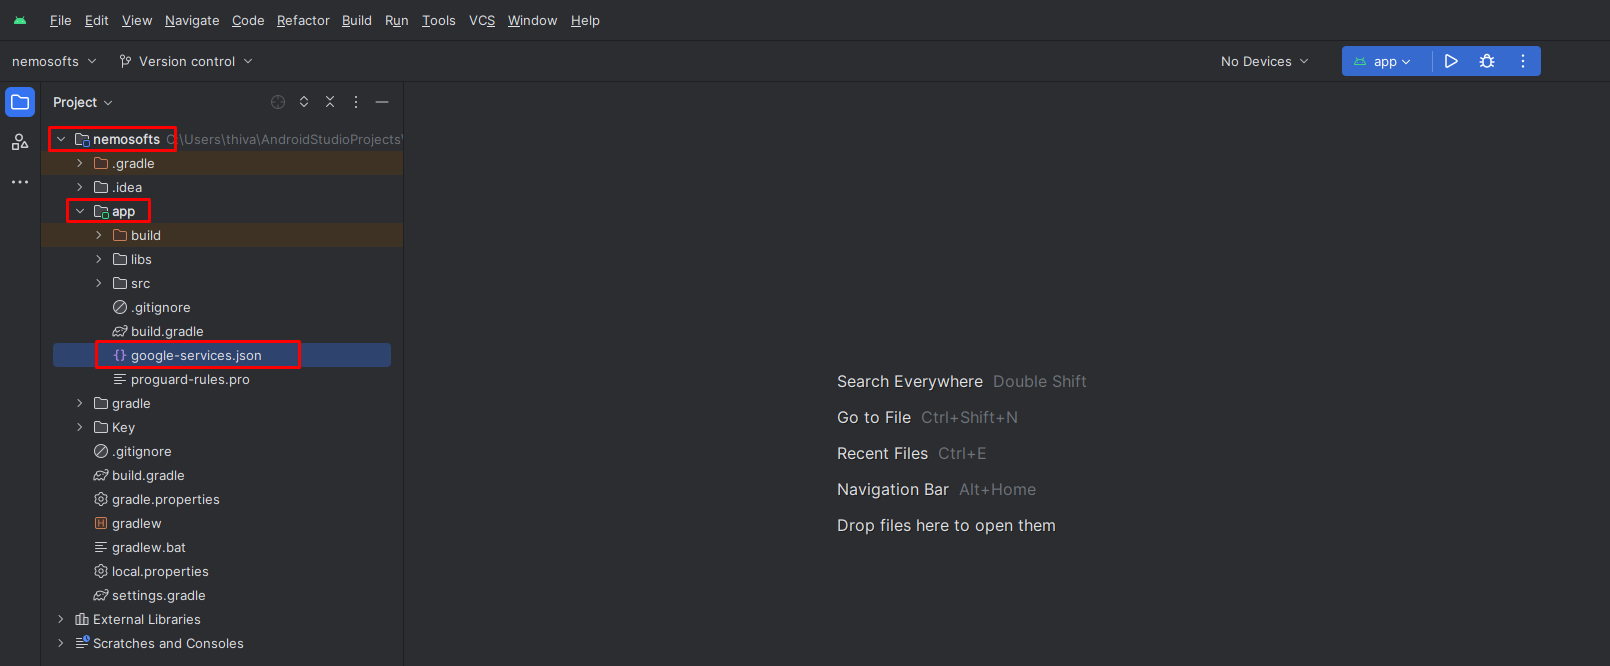 File Edit View Navigate Code Refactor Build Run Tools VCS Window Help
nemosofts Version control No Devices app
Project
nemosofts C:\Users\thiva\AndroidStudioProjects\
.gradle
.idea
app
build
libs
src
.gitignore
build.gradle
google-services.json
proguard-rules.pro
gradle
Key
.gitignore
build.gradle
gradle.properties
gradlew
gradlew.bat
local.properties
settings.gradle
External Libraries
Scratches and Consoles
Search Everywhere Double Shift
Go to File Ctrl+Shift+N
Recent Files Ctrl+E
Navigation Bar Alt+Home
Drop files here to open them